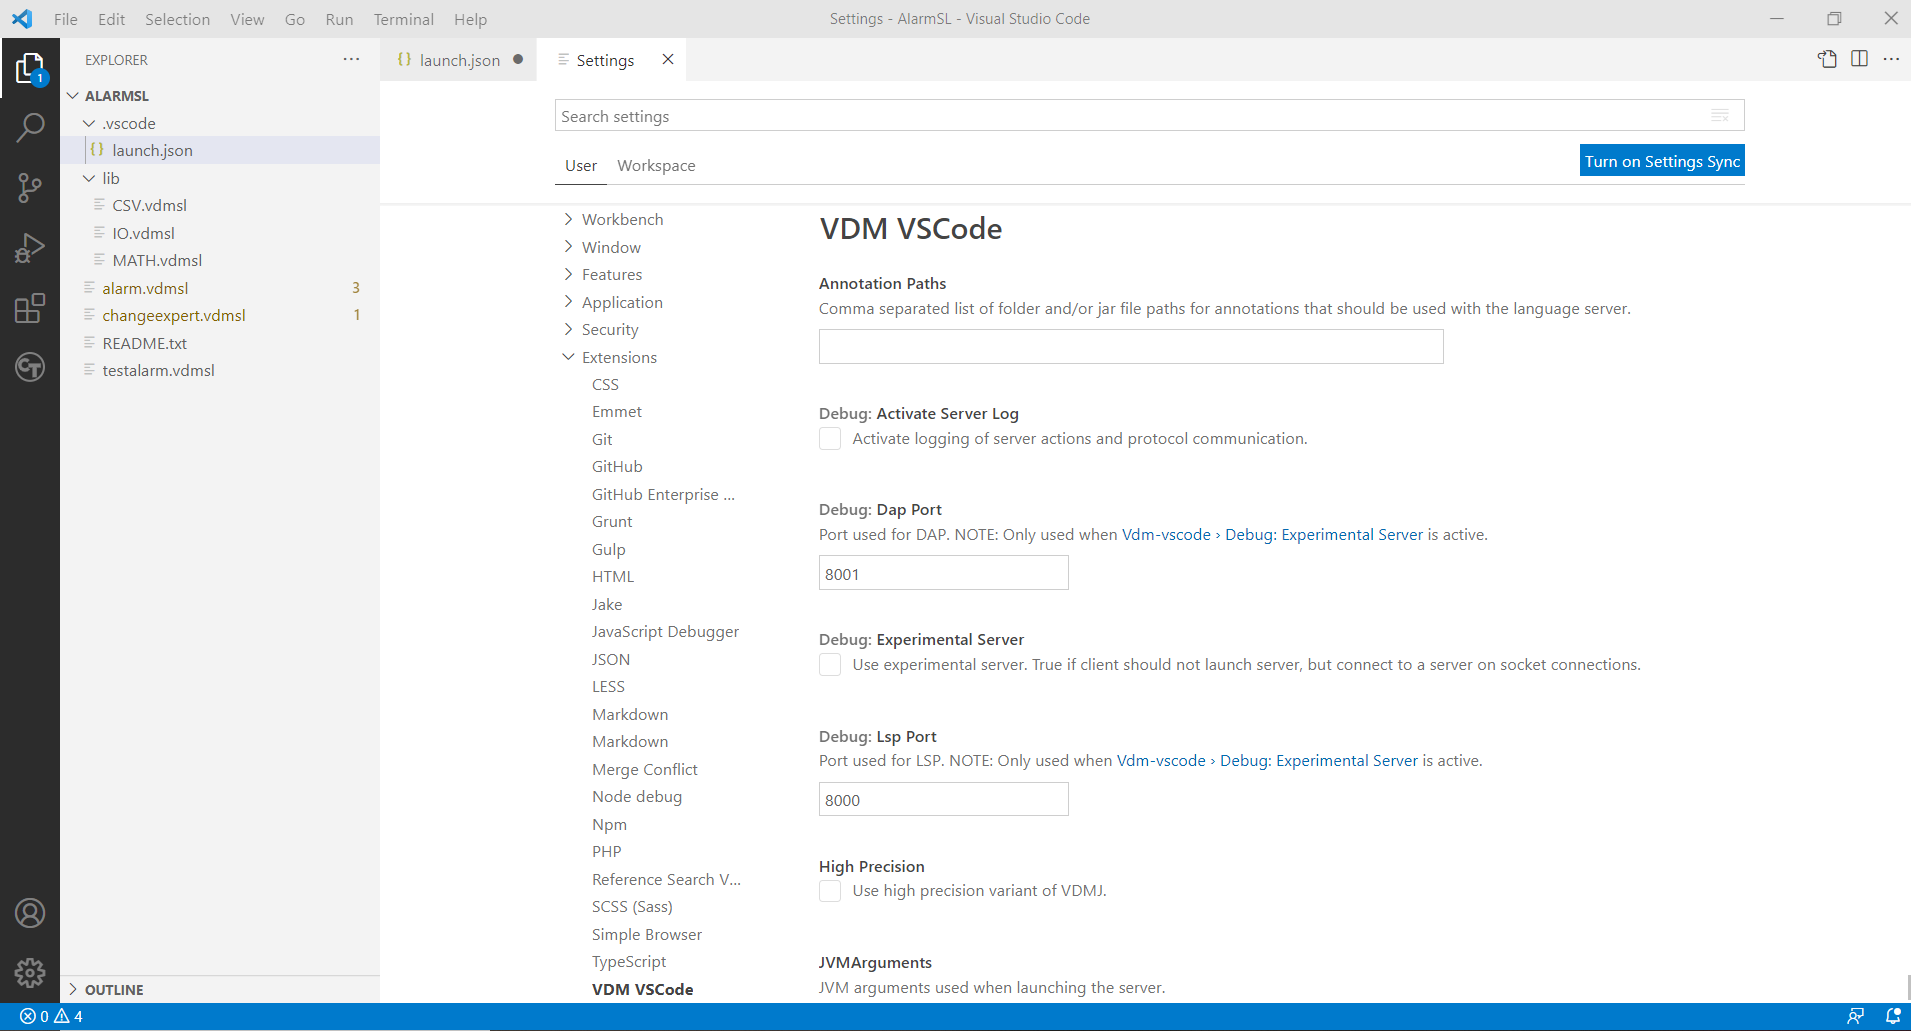 File Edit Selection View Go Run Terminal Help
Settings - AlarmSL - Visual Studio Code
1
EXPLORER
ALARMSL
.vscode
{} launch.json
lib
CSV.vdmsl
IO.vdmsl
MATH.vdmsl
alarm.vdmsl 3
changeexpert.vdmsl 1
README.txt
testalarm.vdmsl
OUTLINE
{} launch.json
Settings
Search settings
User Workspace
Turn on Settings Sync
Workbench
Window
Features
Application
Security
Extensions
CSS
Emmet
Git
GitHub
GitHub Enterprise ...
Grunt
Gulp
HTML
Jake
JavaScript Debugger
JSON
LESS
Markdown
Markdown
Merge Conflict
Node debug
Npm
PHP
Reference Search V...
SCSS (Sass)
Simple Browser
TypeScript
VDM VSCode
VDM VSCode
Annotation Paths
Comma separated list of folder and/or jar file paths for annotations that should be used with the language server.
Debug: Activate Server Log
Activate logging of server actions and protocol communication.
Debug: Dap Port
Port used for DAP. NOTE: Only used when Vdm-vscode › Debug: Experimental Server is active.
8001
Debug: Experimental Server
Use experimental server. True if client should not launch server, but connect to a server on socket connections.
Debug: Lsp Port
Port used for LSP. NOTE: Only used when Vdm-vscode › Debug: Experimental Server is active.
8000
High Precision
Use high precision variant of VDMJ.
JVMArguments
JVM arguments used when launching the server.
0 4